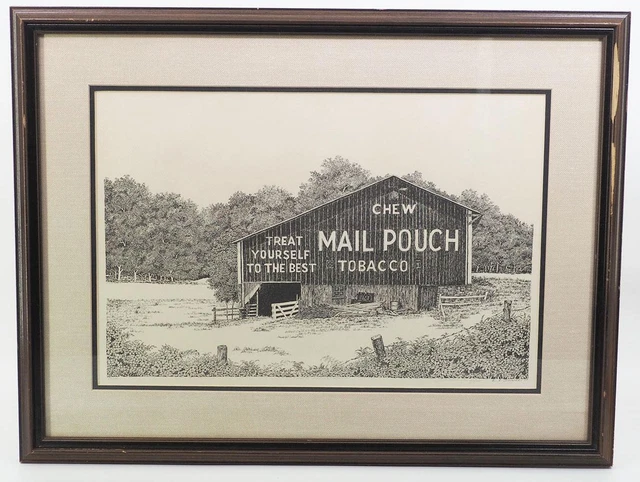 CHEW
MAIL POUCH
TOBACCO
TREAT
YOURSELF
TO THE BEST